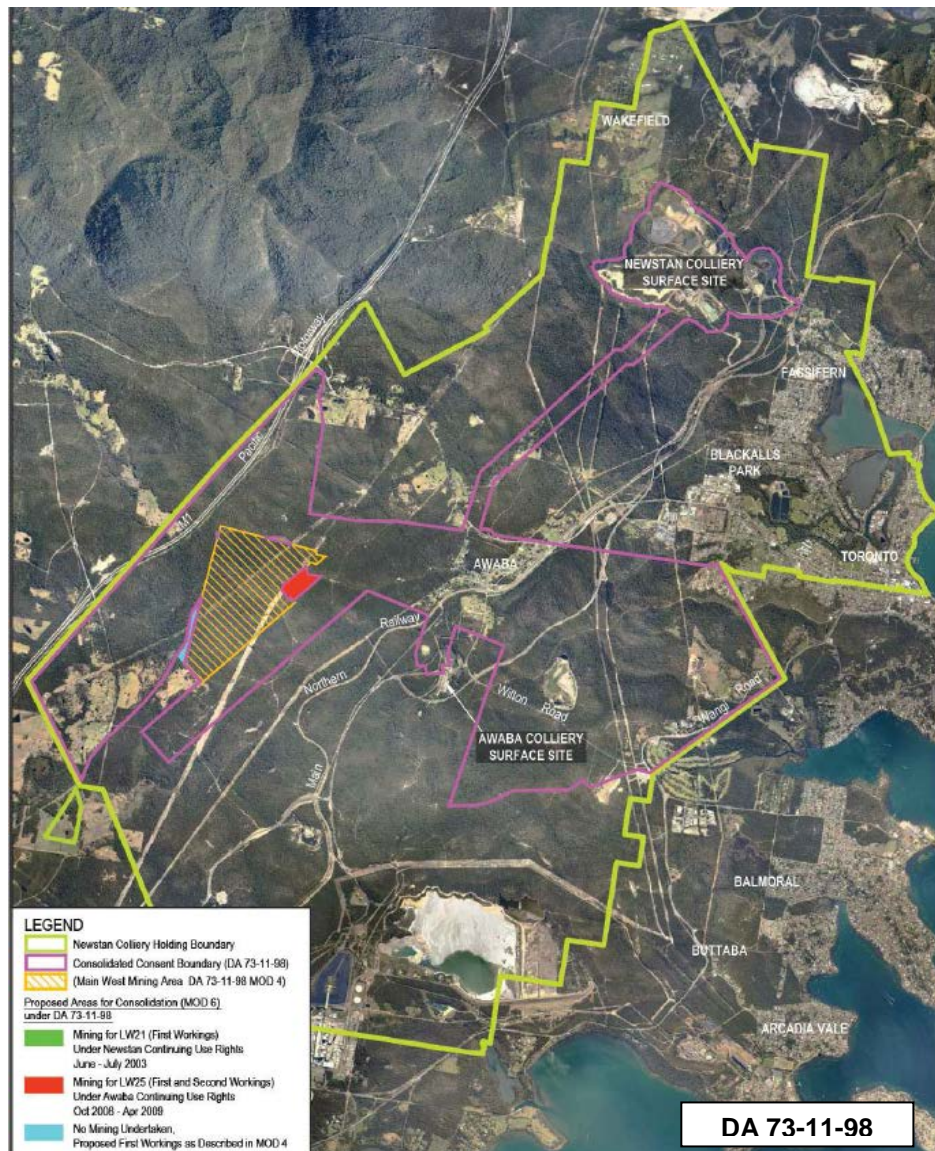 WAKEFIELD
NEWSTAN COLLIERY
SURFACE SITE
Motorway
FASSIFERN
Pacific
BLACKALLS
PARK
M1
TORONTO
AWABA
Railway
Northern
Wilton Road
Wangi Road
AWABA COLLIERY
SURFACE SITE
Main
BALMORAL
BUTTABA
ARCADIA VALE
LEGEND
Newstan Colliery Holding Boundary
Consolidated Consent Boundary (DA 73-11-98)
(Main West Mining Area DA 73-11-98 MOD 4)
Proposed Areas for Consolidation (MOD 6)
under DA 73-11-98
Mining for LW21 (First Workings)
Under Newstan Continuing Use Rights
June - July 2003
Mining for LW25 (First and Second Workings)
Under Awaba Continuing Use Rights
Oct 2008 - Apr 2009
No Mining Undertaken,
Proposed First Workings as Described in MOD 4
DA 73-11-98